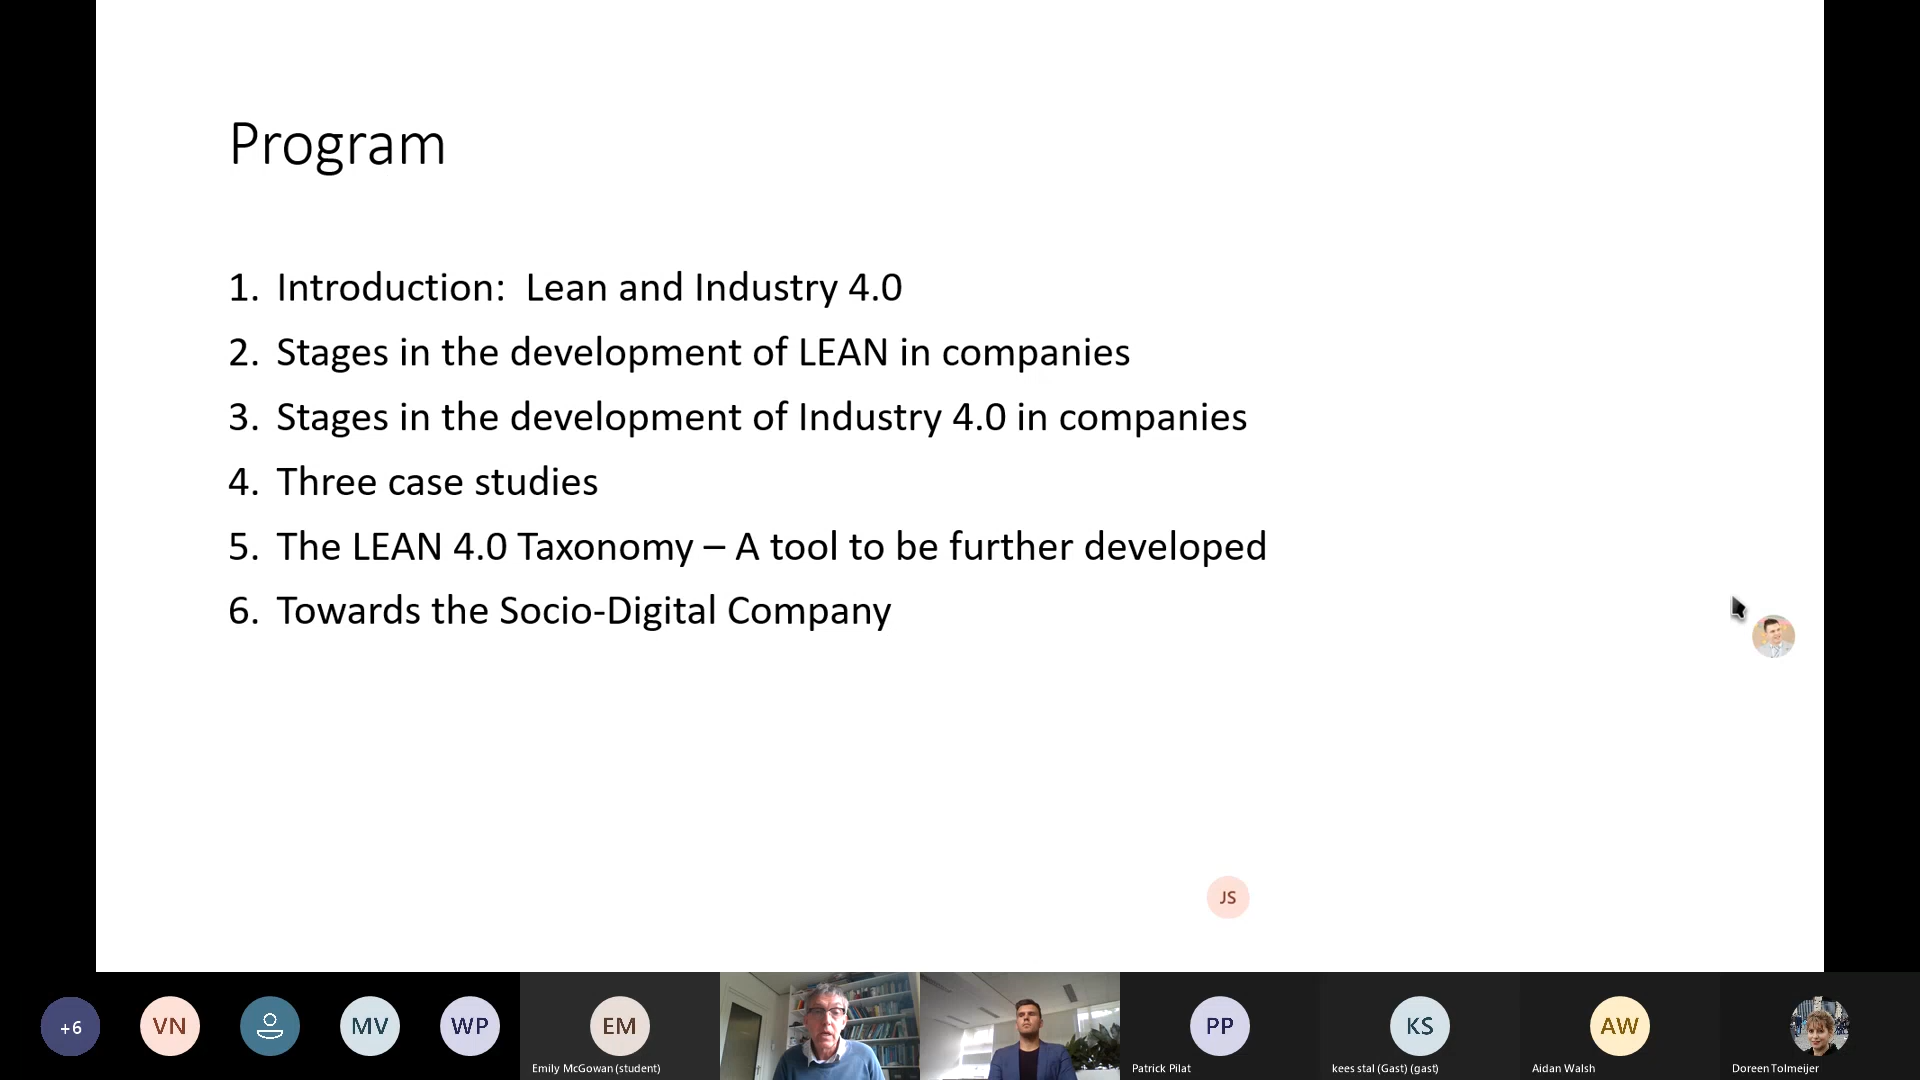 Program
1. Introduction:  Lean and Industry 4.0
2. Stages in the development of LEAN in companies
3. Stages in the development of Industry 4.0 in companies
4. Three case studies
5. The LEAN 4.0 Taxonomy – A tool to be further developed
6. Towards the Socio-Digital Company
JS
+6
VN
MV
WP
EM
Emily McGowan (student)
PP
Patrick Pilat
KS
kees stal (Gast) (gast)
AW
Aidan Walsh
Doreen Tolmeijer